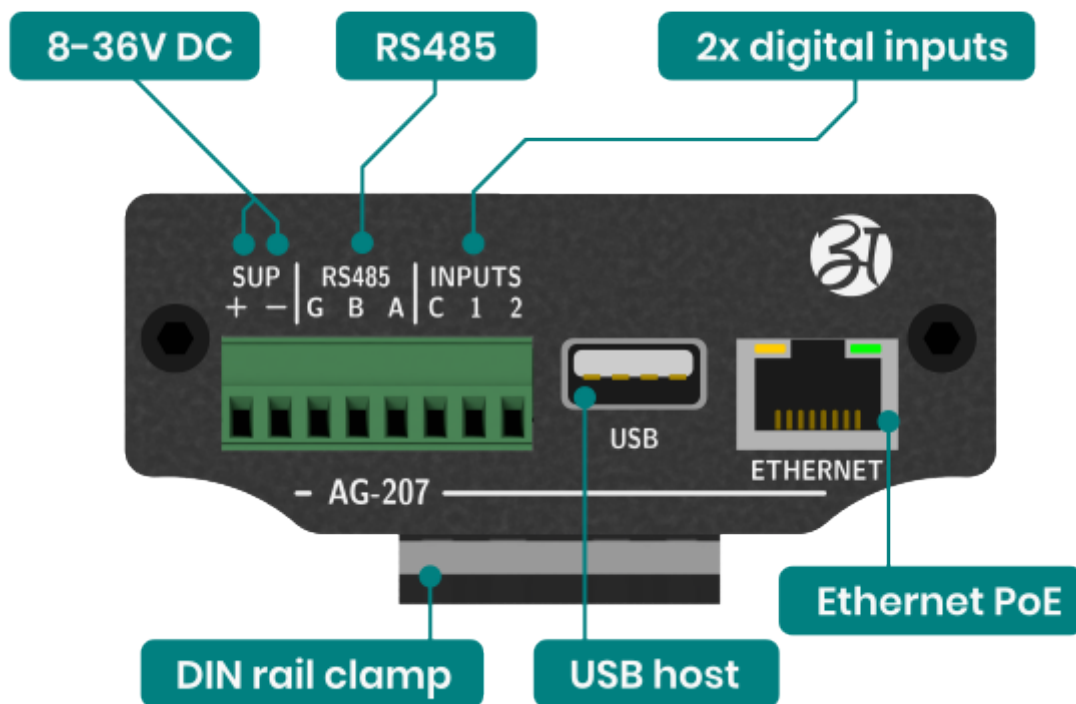 8-36V DC
RS485
2x digital inputs
SUP
RS485
INPUTS
+ − G B A C 1 2
अ
USB
ETHERNET
AG-207
Ethernet PoE
DIN rail clamp
USB host